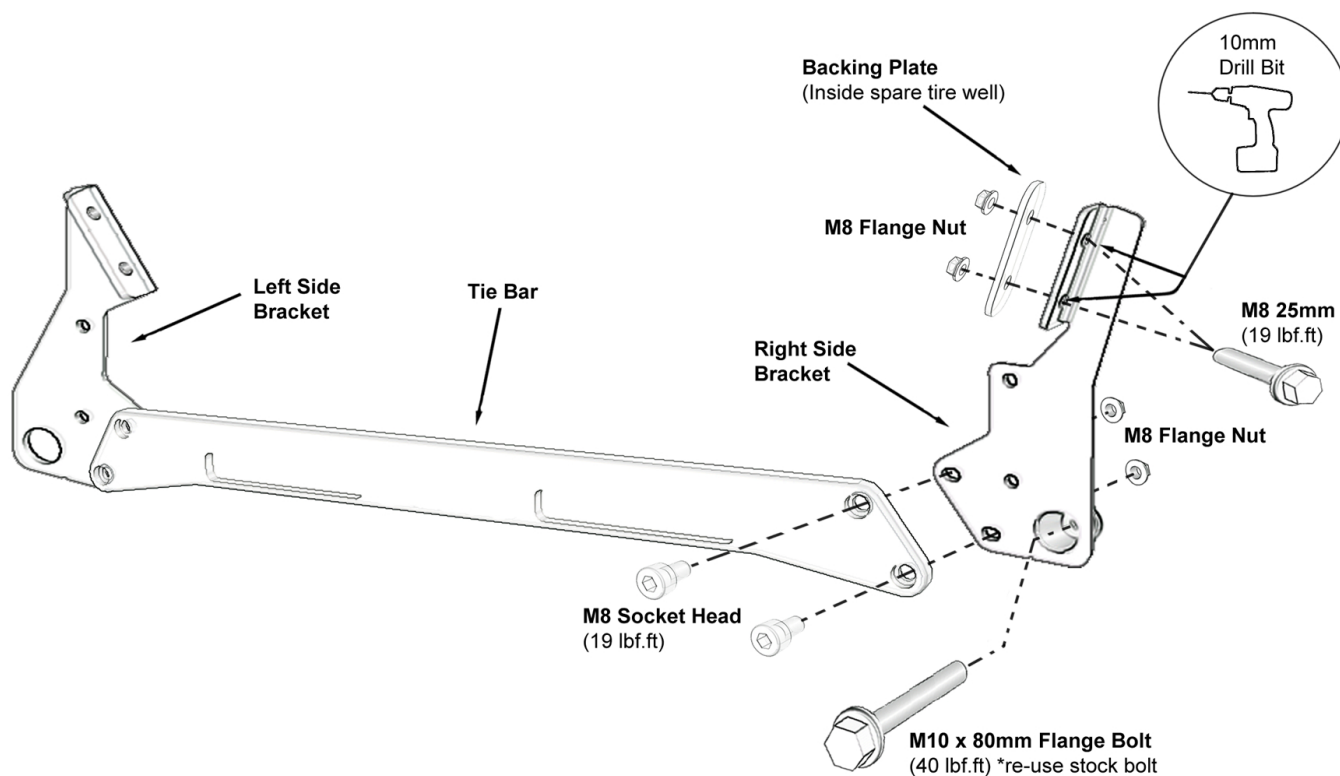 10mm
Drill Bit
Backing Plate
(Inside spare tire well)
M8 Flange Nut
Left Side
Bracket
Tie Bar
M8 25mm
(19 lbf.ft)
Right Side
Bracket
M8 Flange Nut
M8 Socket Head
(19 lbf.ft)
M10 x 80mm Flange Bolt
(40 lbf.ft) *re-use stock bolt